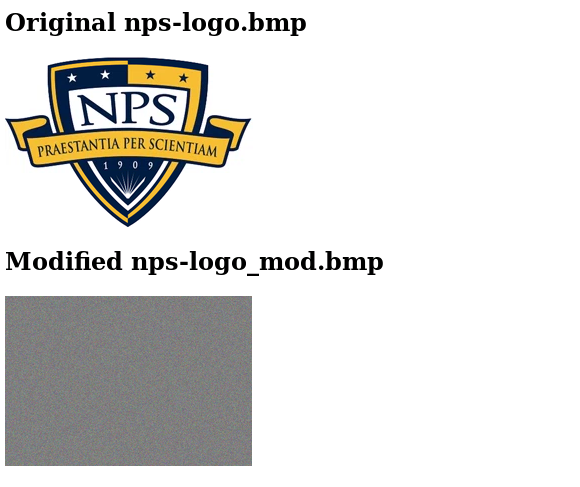 Original nps-logo.bmp
NPS
PRAESTANTIA PER SCIENTIAM
1909
Modified nps-logo_mod.bmp